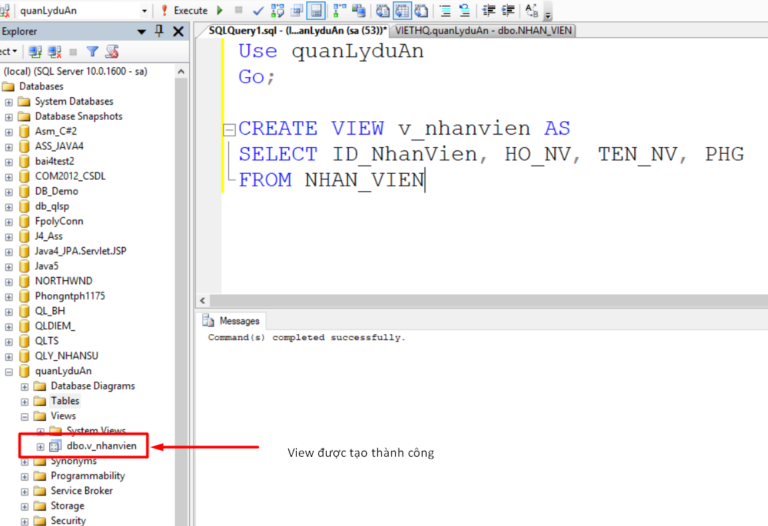 quanLyduAn
Execute
SQLQuery1.sql - (l...anLyduAn (sa (53))* VIETHQ.quanLyduAn - dbo.NHAN_VIEN
Explorer
(local) (SQL Server 10.0.1600 - sa)
Databases
System Databases
Database Snapshots
Asm_C#2
ASS_JAVA4
bai4test2
COM2012_CSDL
DB_Demo
db_qlsp
FpolyConn
J4_Ass
Java4_JPA.Servlet.JSP
Java5
NORTHWND
Phongntph1175
QL_BH
QLDIEM_
QLTS
QLY_NHANSU
quanLyduAn
Database Diagrams
Tables
Views
System Views
dbo.v_nhanvien
Synonyms
Programmability
Service Broker
Storage
Security
Use quanLyduAn
Go;
CREATE VIEW v_nhanvien AS
SELECT ID_NhanVien, HO_NV, TEN_NV, PHG
FROM NHAN_VIEN
Messages
Command(s) completed successfully.
View được tạo thành công